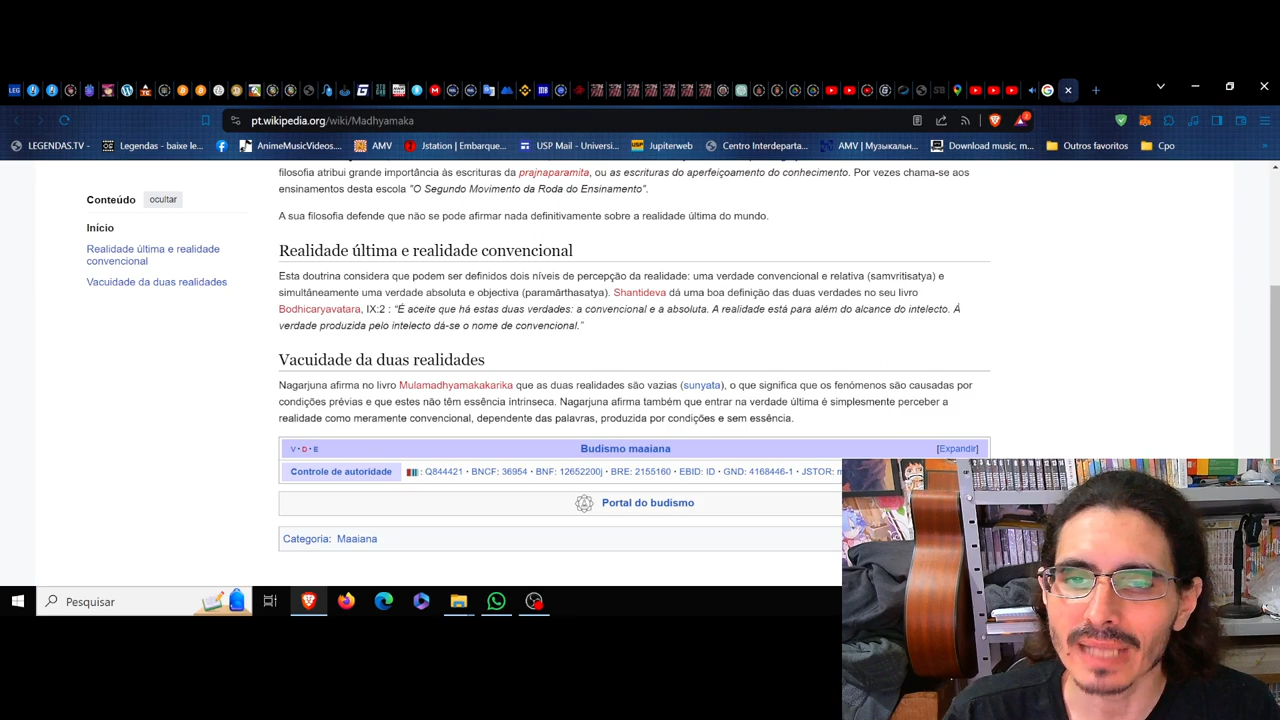 pt.wikipedia.org/wiki/Madhyamaka
2
LEGENDAS.TV -
Legendas - baixe le...
AnimeMusicVideos....
AMV
Jstation | Embarque...
USP Mail - Universi...
Jupiterweb
Centro Interdeparta...
AMV | Музыкальн...
Download music, m...
Outros favoritos
Cpo
filosofia atribui grande importância às escrituras da prajnaparamita, ou as escrituras do aperfeiçoamento do conhecimento. Por vezes chama-se aos
ensinamentos desta escola "O Segundo Movimento da Roda do Ensinamento".
Conteúdo
ocultar
Início
Realidade última e realidade
convencional
Vacuidade da duas realidades
A sua filosofia defende que não se pode afirmar nada definitivamente sobre a realidade última do mundo.
Realidade última e realidade convencional
Esta doutrina considera que podem ser definidos dois níveis de percepção da realidade: uma verdade convencional e relativa (samvritisatya) e
simultâneamente uma verdade absoluta e objectiva (paramārthasatya). Shantideva dá uma boa definição das duas verdades no seu livro
Bodhicaryavatara, IX:2 : “É aceite que há estas duas verdades: a convencional e a absoluta. A realidade está para além do alcance do intelecto. Á
verdade produzida pelo intelecto dá-se o nome de convencional.”
Vacuidade da duas realidades
Nagarjuna afirma no livro Mulamadhyamakakarika que as duas realidades são vazias (sunyata), o que significa que os fenómenos são causadas por
condições prévias e que estes não têm essência íntrinseca. Nagarjuna afirma também que entrar na verdade última é simplesmente perceber a
realidade como meramente convencional, dependente das palavras, produzida por condições e sem essência.
V • D • E
Budismo maaiana
[Expandir]
Controle de autoridade
: Q844421 • BNCF: 36954 • BNF: 12652200j • BRE: 2155160 • EBID: ID • GND: 4168446-1 • JSTOR:
Portal do budismo
Categoria: Maaiana
Pesquisar